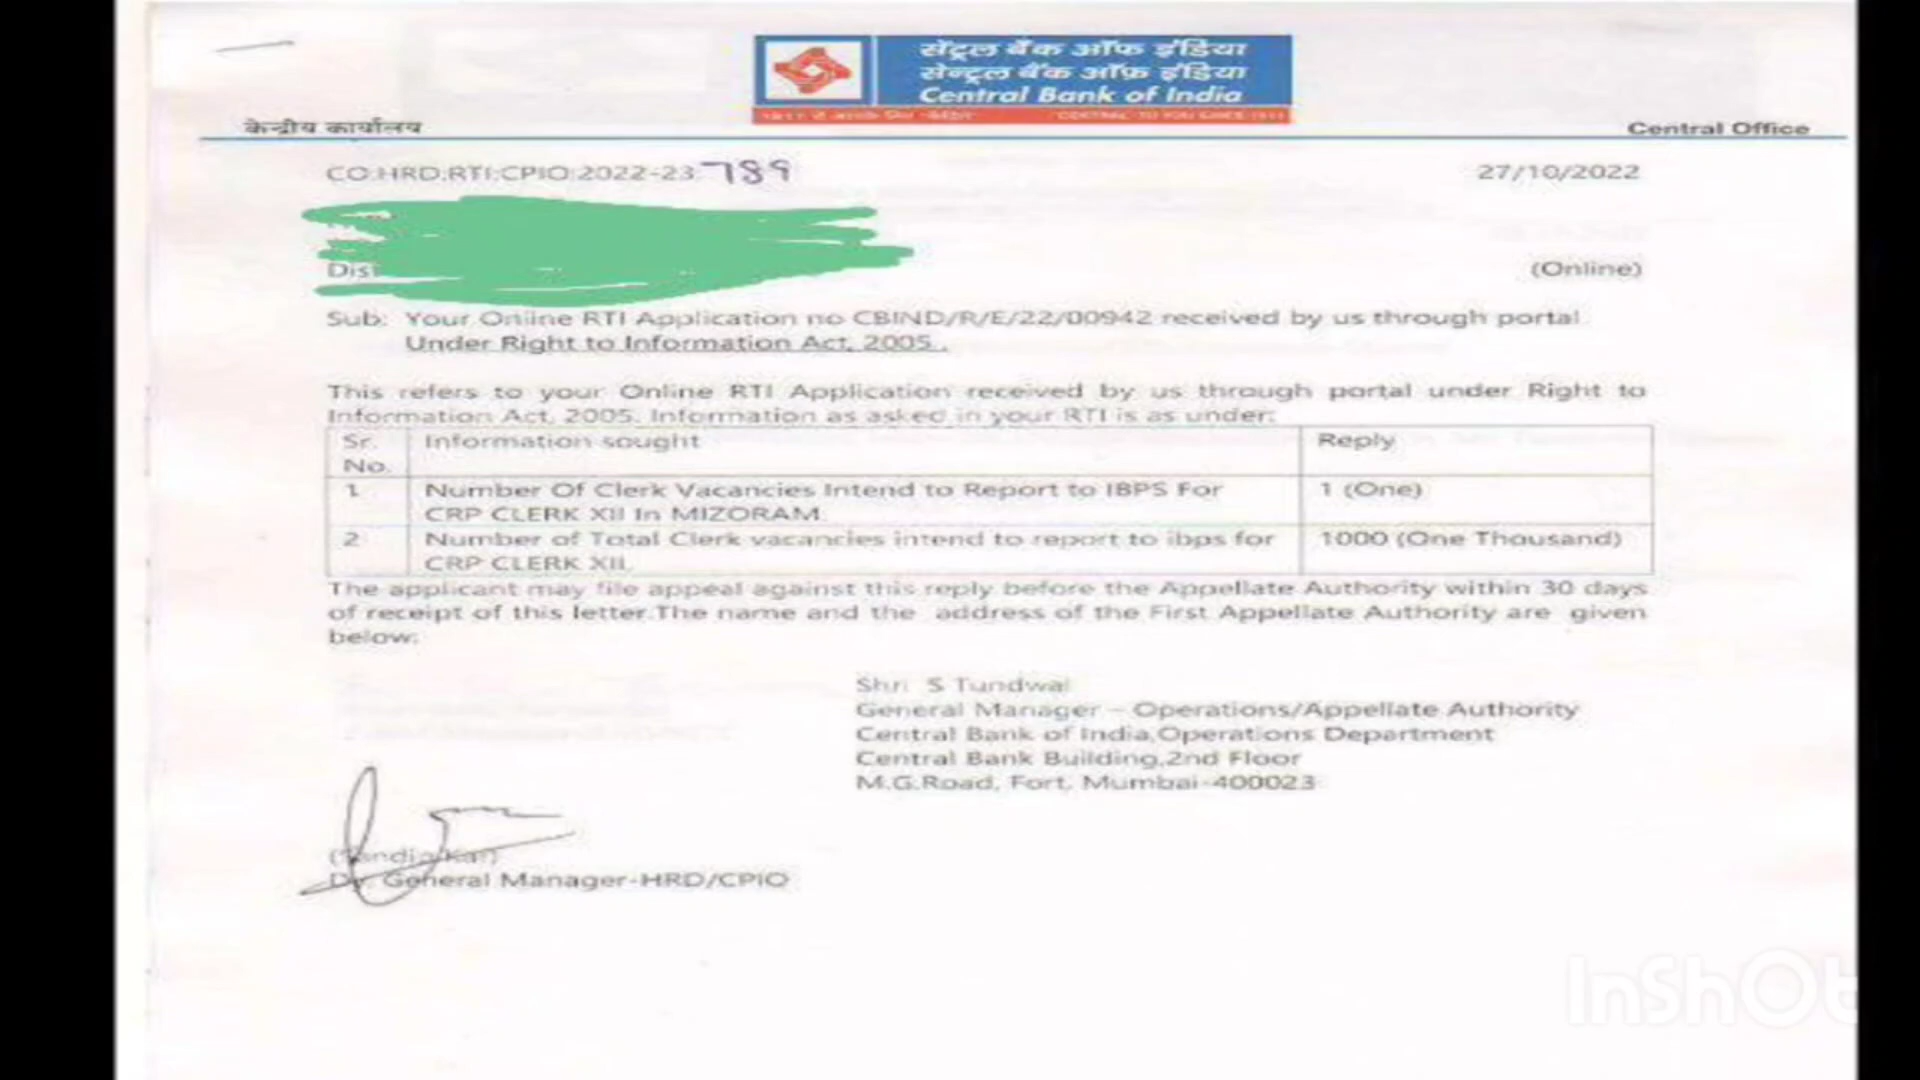 सेंट्रल बँक ऑफ इंडिया
सेन्ट्रल बैंक ऑफ़ इंडिया
Central Bank of India
केन्द्रीय कार्यालय
Central Office
CO:HRD:RTI:CPIO:2022-23 789
27/10/2022
(Online)
Sub: Your Online RTI Application no CBIND/R/E/22/00942 received by us through portal
Under Right to Information Act, 2005.
This refers to your Online RTI Application received by us through portal under Right to
Information Act, 2005. Information as asked in your RTI is as under:
Sr. No. Information sought Reply
1 Number Of Clerk Vacancies Intend to Report to IBPS For 1 (One)
CRP CLERK XII In MIZORAM.
2 Number of Total Clerk vacancies intend to report to ibps for 1000 (One Thousand)
CRP CLERK XII.
The applicant may file appeal against this reply before the Appellate Authority within 30 days
of receipt of this letter.The name and the address of the First Appellate Authority are given
below:
Shri S Tundwal
General Manager – Operations/Appellate Authority
Central Bank of India,Operations Department
Central Bank Building,2nd Floor
M.G.Road, Fort, Mumbai-400023
General Manager-HRD/CPIO
InShOt